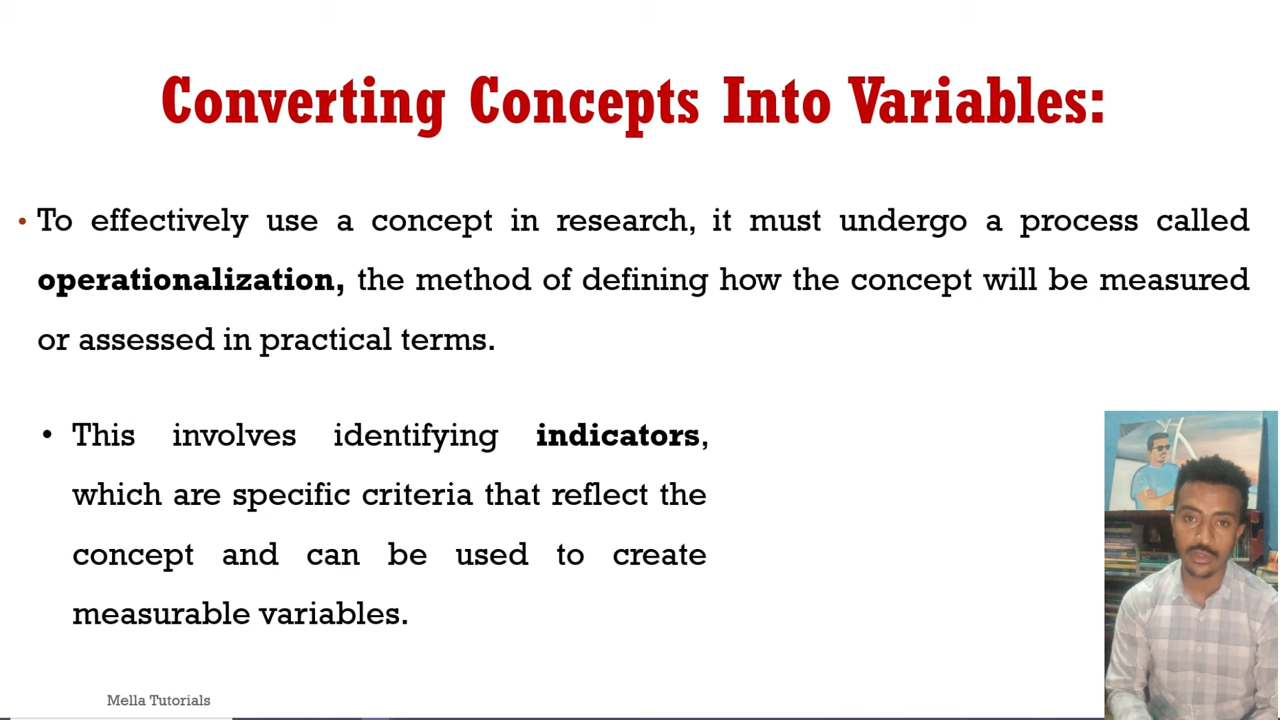 Converting Concepts Into Variables:
• To effectively use a concept in research, it must undergo a process called
operationalization, the method of defining how the concept will be measured
or assessed in practical terms.
• This involves identifying indicators,
which are specific criteria that reflect the
concept and can be used to create
measurable variables.
Mella Tutorials